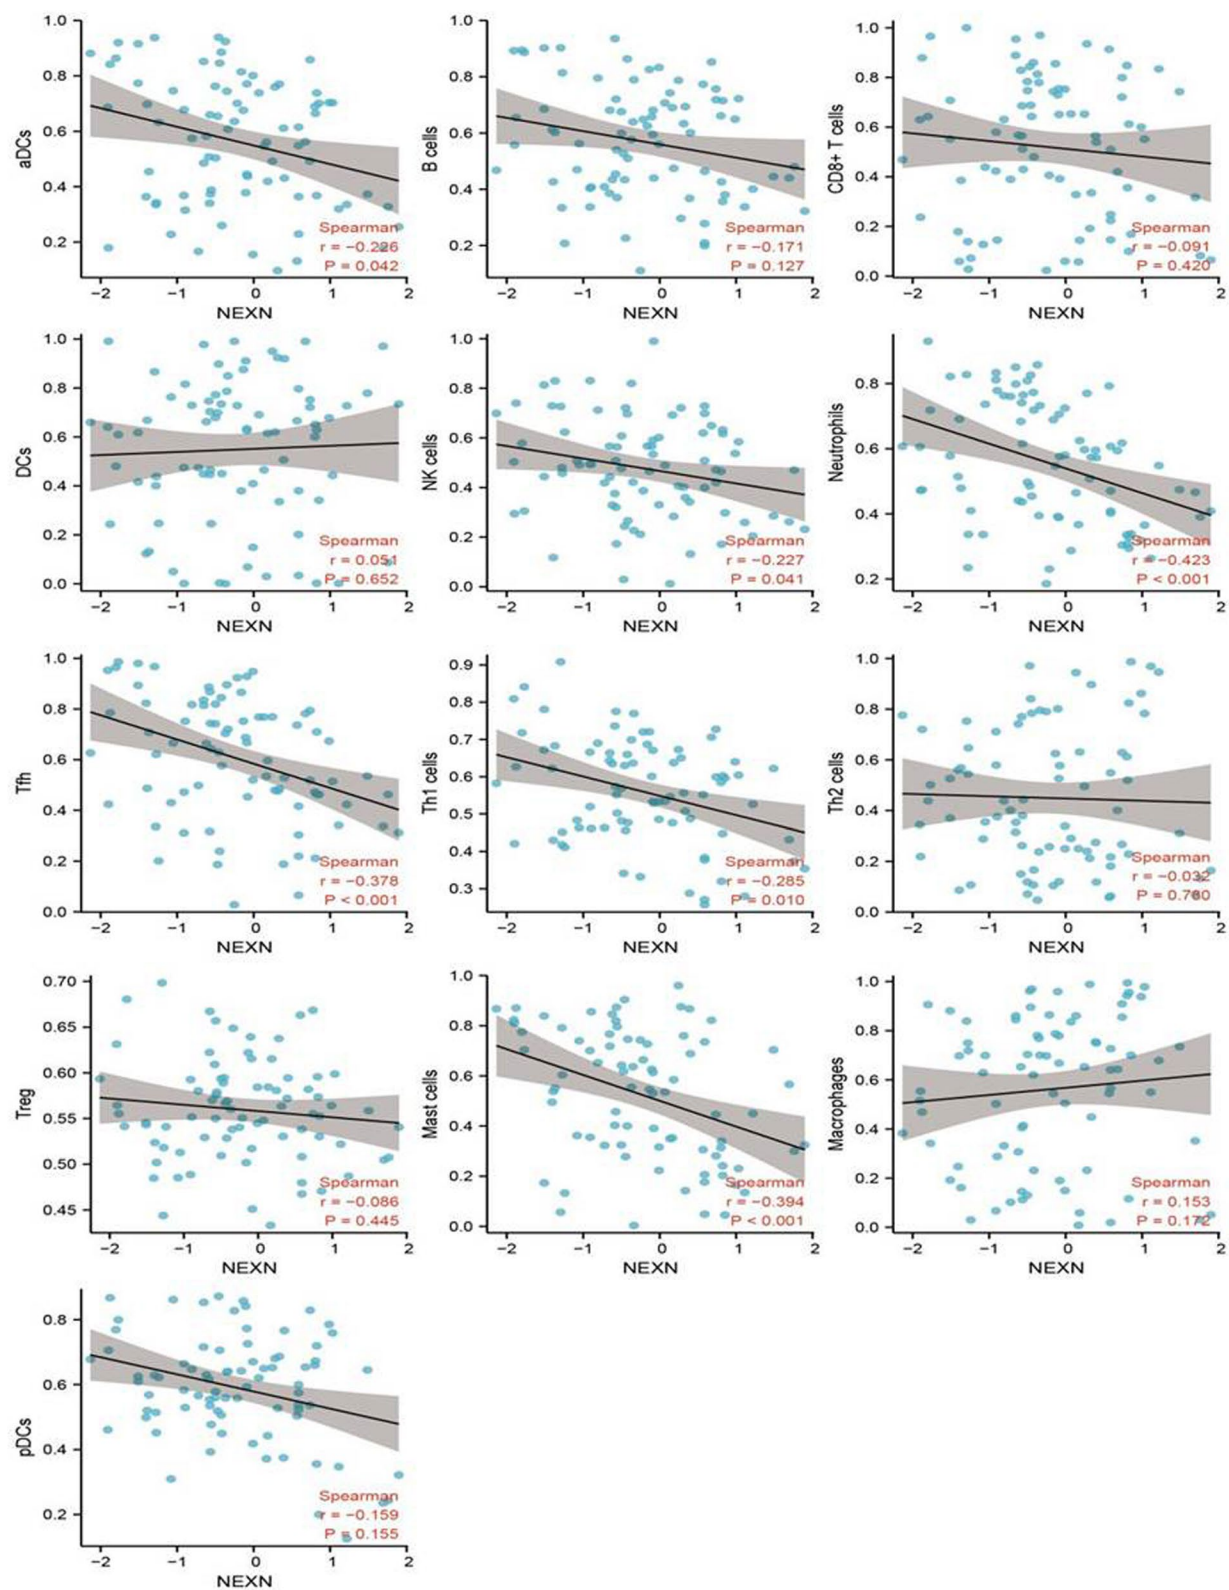 aDCs
1.0
0.8
0.6
0.4
0.2
Spearman
r = −0.226
P = 0.042
−2 −1 0 1 2
NEXN
B cells
1.0
0.8
0.6
0.4
0.2
Spearman
r = −0.171
P = 0.127
−2 −1 0 1 2
NEXN
CD8+ T cells
1.0
0.8
0.6
0.4
0.2
0.0
Spearman
r = −0.091
P = 0.420
−2 −1 0 1 2
NEXN
DCs
1.0
0.8
0.6
0.4
0.2
0.0
Spearman
r = 0.051
P = 0.652
−2 −1 0 1 2
NEXN
NK cells
1.0
0.8
0.6
0.4
0.2
0.0
Spearman
r = −0.227
P = 0.041
−2 −1 0 1 2
NEXN
Neutrophils
0.8
0.6
0.4
0.2
Spearman
r = −0.423
P < 0.001
−2 −1 0 1 2
NEXN
Tfh
1.0
0.8
0.6
0.4
0.2
0.0
Spearman
r = −0.378
P < 0.001
−2 −1 0 1 2
NEXN
Th1 cells
0.9
0.8
0.7
0.6
0.5
0.4
0.3
Spearman
r = −0.285
P = 0.010
−2 −1 0 1 2
NEXN
Th2 cells
1.0
0.8
0.6
0.4
0.2
0.0
Spearman
r = −0.032
P = 0.780
−2 −1 0 1 2
NEXN
Treg
0.70
0.65
0.60
0.55
0.50
0.45
Spearman
r = −0.086
P = 0.445
−2 −1 0 1 2
NEXN
Mast cells
1.0
0.8
0.6
0.4
0.2
0.0
Spearman
r = −0.394
P < 0.001
−2 −1 0 1 2
NEXN
Macrophages
1.0
0.8
0.6
0.4
0.2
0.0
Spearman
r = 0.153
P = 0.172
−2 −1 0 1 2
NEXN
pDCs
0.8
0.6
0.4
0.2
Spearman
r = −0.159
P = 0.155
−2 −1 0 1 2
NEXN